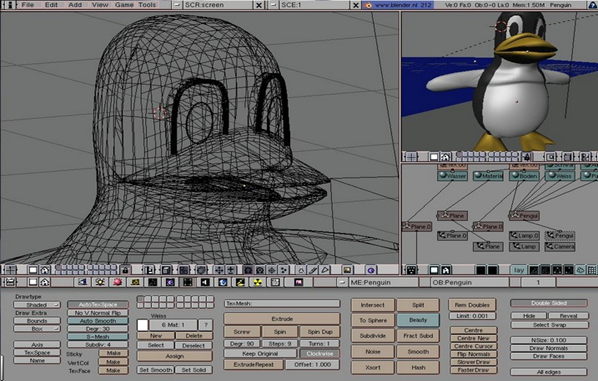 File Edit Add View Game Tools SCR:screen SCE:1 www.blender.nl 212 Ve:0 Fa:0 Ob:0-0 La:0 Mem:1.50M Penguin
Wasser Material Boden Weiss
Plane.0 Plane Pengui
Plane.0 Lamp.0 Pengui
Plane Lamp Camera
lay
ME:Penguin OB:Penguin 1
Drawtype
Shaded
Draw Extra
Bounds
Box
Axis
TexSpace
Name
AutoTexSpace
No V.Normal Flip
Auto Smooth
Degr: 30
S-Mesh
Subdiv: 4
Sticky Make
VertCol Make
TexFace Make
Weiss
6 Mat: 1 ?
New Delete
Select Deselect
Assign
Set Smooth Set Solid
TexMesh:
Extrude
Screw Spin Spin Dup
Degr: 90 Steps: 9 Turns: 1
Keep Original Clockwise
ExtrudeRepeat Offset: 1.000
Intersect Split
To Sphere Beauty
Subdivide Fract Subd
Noise Smooth
Xsort Hash
Rem Doubles
Limit: 0.001
Centre
Centre New
Centre Cursor
Flip Normals
SlowerDraw
FasterDraw
Double Sided
Hide Reveal
Select Swap
NSize: 0.100
Draw Normals
Draw Faces
All edges